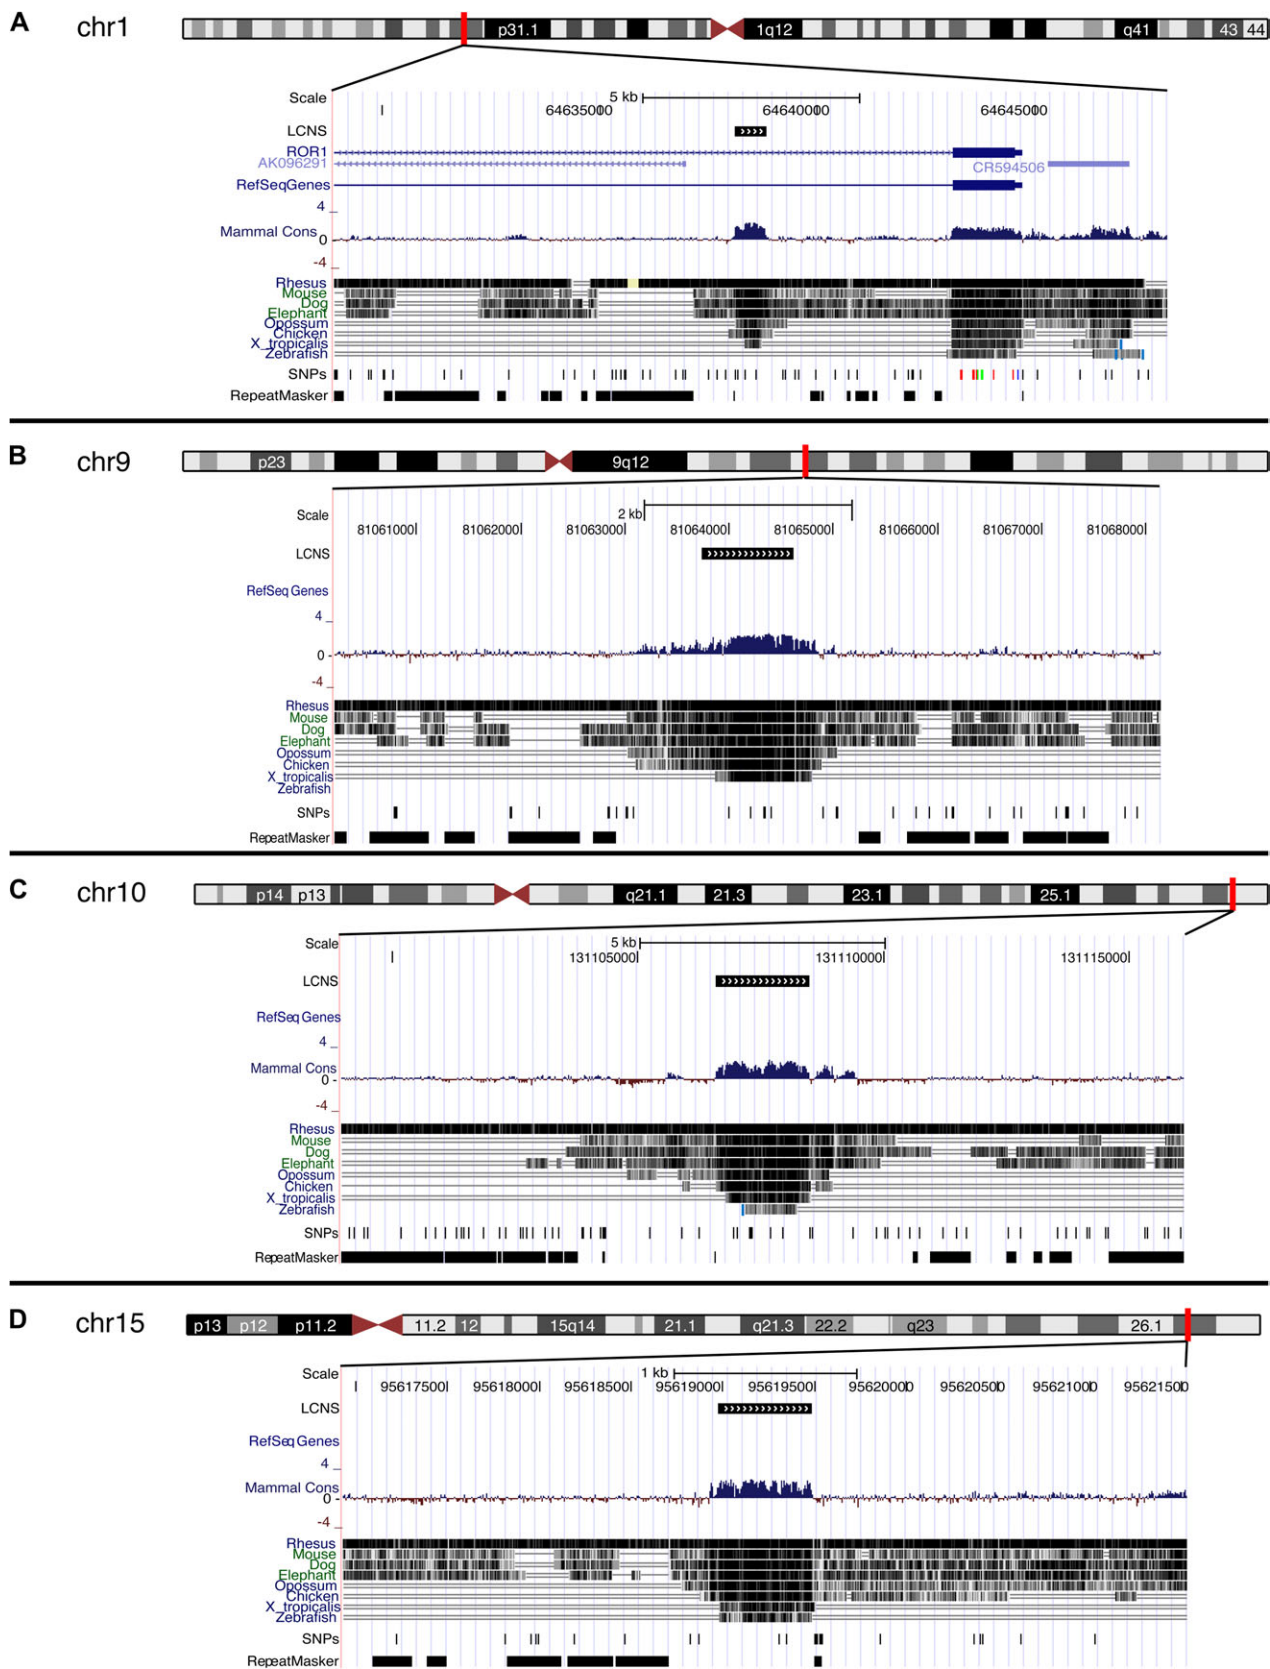 A chr1 p31.1 1q12 q41 43 44
Scale 5 kb
64635000 64640000 64645000
LCNS
ROR1
AK096291 CR594506
RefSeqGenes
4
Mammal Cons
0
-4
Rhesus
Mouse
Dog
Elephant
Opossum
Chicken
X_tropicalis
Zebrafish
SNPs
RepeatMasker
B chr9 p23 9q12
Scale 2 kb
81061000 81062000 81063000 81064000 81065000 81066000 81067000 81068000
LCNS
RefSeq Genes
4
0
-4
Rhesus
Mouse
Dog
Elephant
Opossum
Chicken
X_tropicalis
Zebrafish
SNPs
RepeatMasker
C chr10 p14 p13 q21.1 21.3 23.1 25.1
Scale 5 kb
131105000 131110000 131115000
LCNS
RefSeq Genes
4
Mammal Cons
0
-4
Rhesus
Mouse
Dog
Elephant
Opossum
Chicken
X_tropicalis
Zebrafish
SNPs
RepeatMasker
D chr15 p13 p12 p11.2 11.2 12 15q14 21.1 q21.3 22.2 q23 26.1
Scale 1 kb
95617500 95618000 95618500 95619000 95619500 95620000 95620500 95621000 95621500
LCNS
RefSeq Genes
4
Mammal Cons
0
-4
Rhesus
Mouse
Dog
Elephant
Opossum
Chicken
X_tropicalis
Zebrafish
SNPs
RepeatMasker